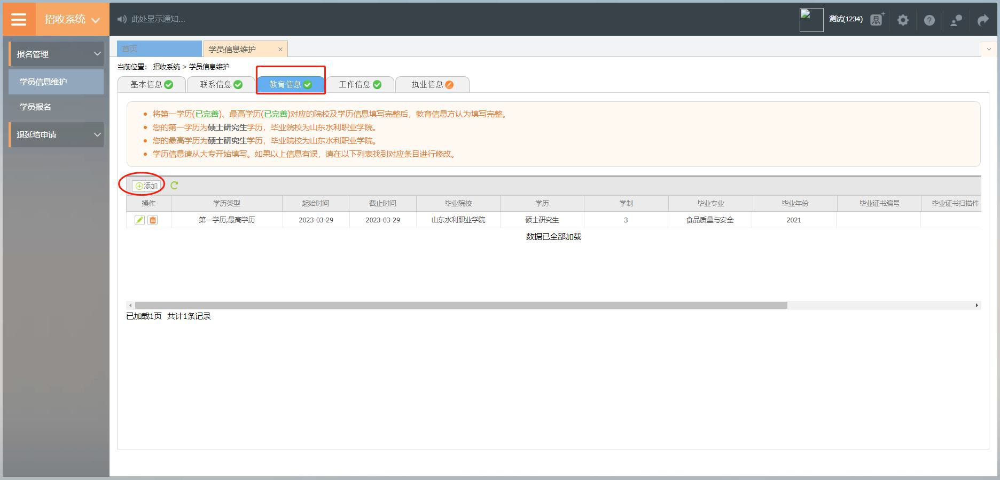 招收系统
此处显示通知...
测试(1234)
报名管理
学员信息维护
学员报名
退延培申请
首页
学员信息维护 ×
当前位置： 招收系统 > 学员信息维护
基本信息 联系信息 教育信息 工作信息 执业信息
将第一学历(已完善)、最高学历(已完善)对应的院校及学历信息填写完整后，教育信息方认为填写完整。
您的第一学历为硕士研究生学历，毕业院校为山东水利职业学院。
您的最高学历为硕士研究生学历，毕业院校为山东水利职业学院。
学历信息请从大专开始填写。如果以上信息有误，请在以下列表找到对应条目进行修改。
添加
操作 学历类型 起始时间 截止时间 毕业院校 学历 学制 毕业专业 毕业年份 毕业证书编号 毕业证书扫描件
第一学历,最高学历 2023-03-29 2023-03-29 山东水利职业学院 硕士研究生 3 食品质量与安全 2021
数据已全部加载
已加载1页 共计1条记录